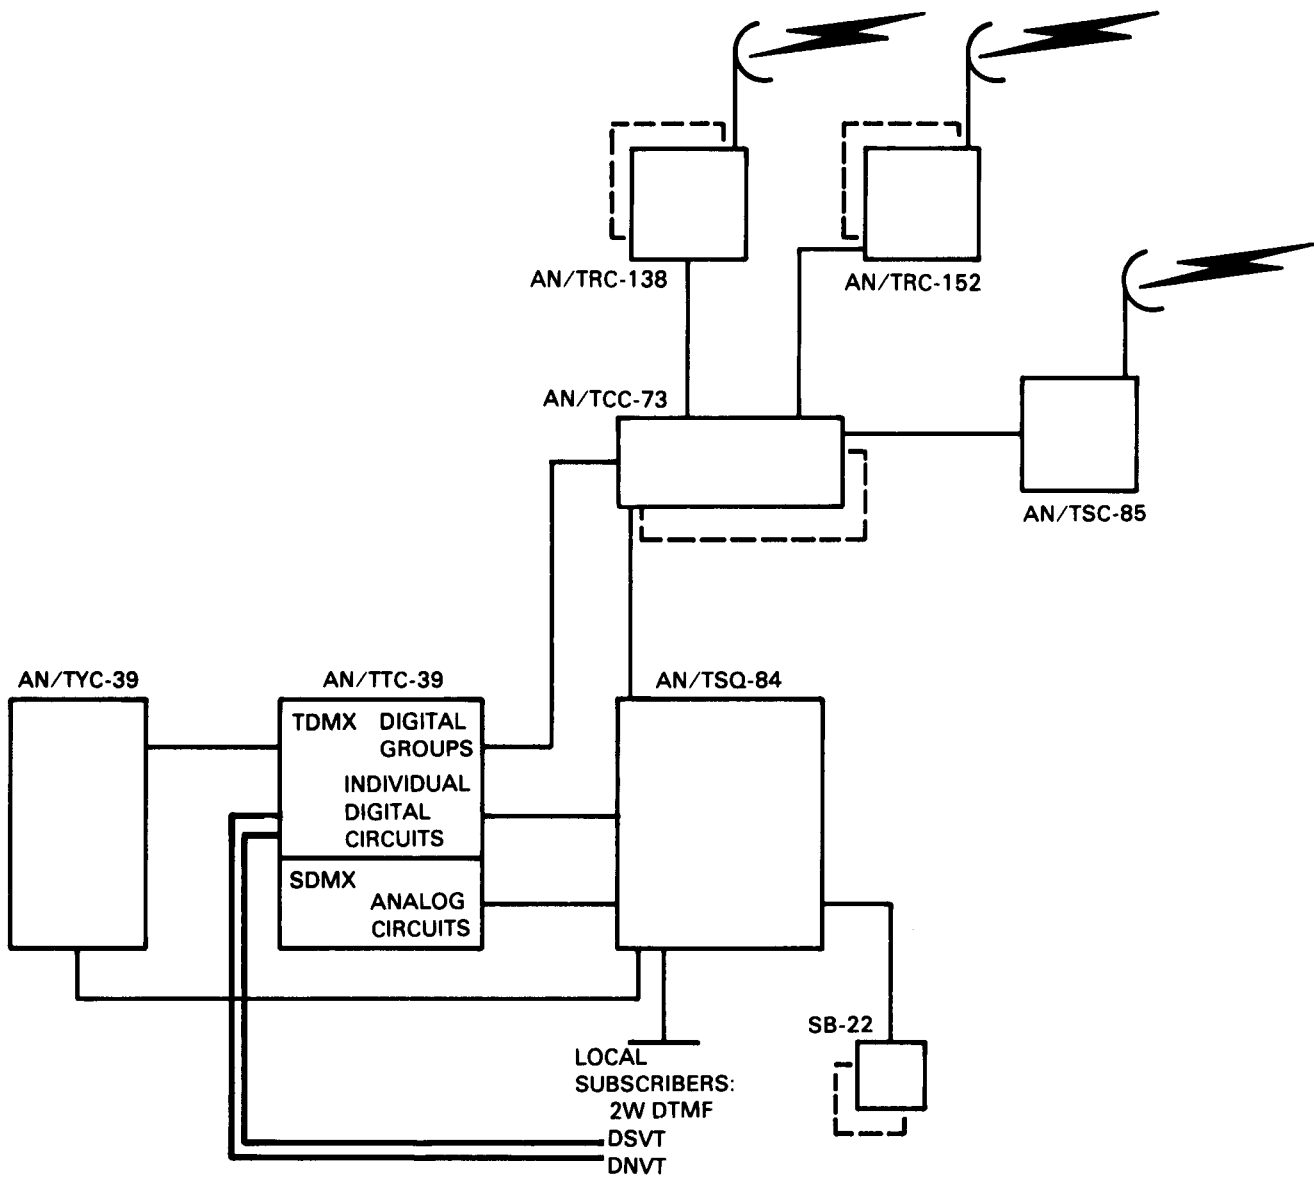 AN/TRC-138
AN/TRC-152
AN/TCC-73
AN/TSC-85
AN/TYC-39
AN/TTC-39
AN/TSQ-84
TDMX DIGITAL
GROUPS
INDIVIDUAL
DIGITAL
CIRCUITS
SDMX
ANALOG
CIRCUITS
SB-22
LOCAL
SUBSCRIBERS:
2W DTMF
DSVT
DNVT